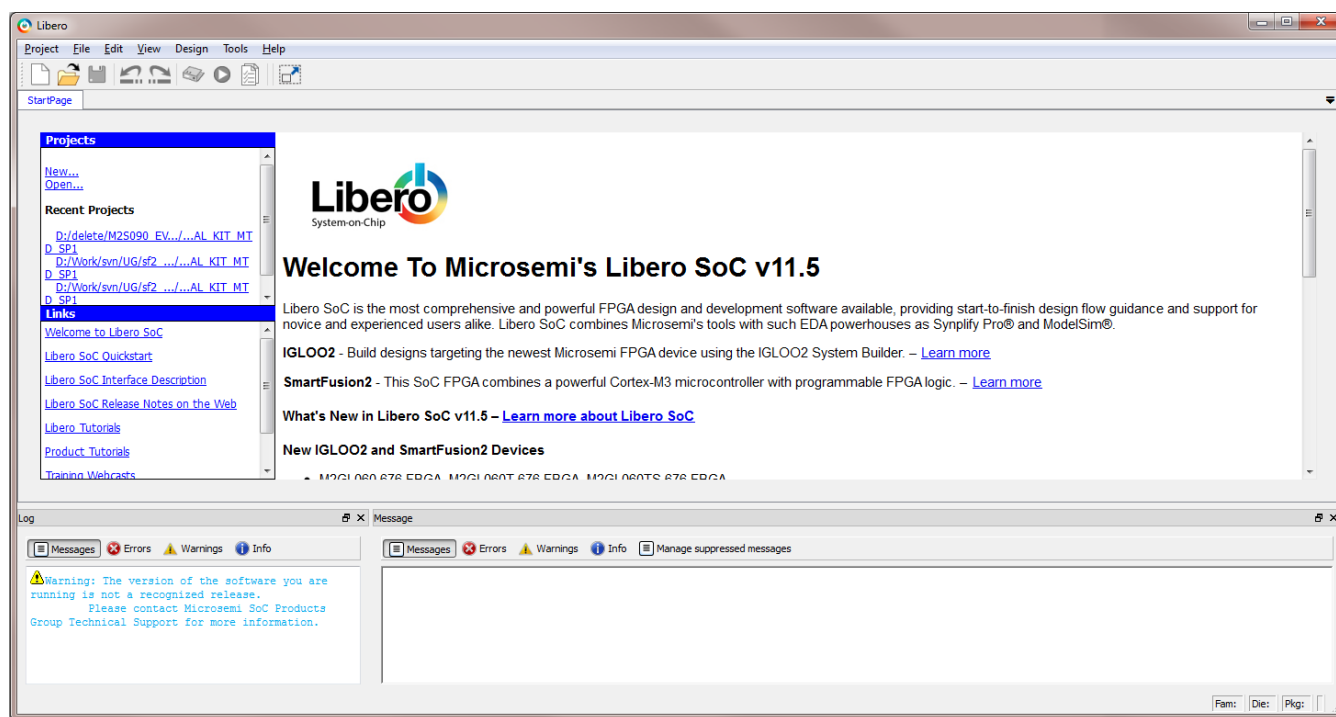 Libero
Project File Edit View Design Tools Help
StartPage
Projects
New...
Open...
Recent Projects
D:/delete/M2S090_EV.../...AL_KIT_MT
D_SP1
D:/Work/svn/UG/sf2_.../...AL_KIT_MT
D_SP1
D:/Work/svn/UG/sf2_.../...AL_KIT_MT
D_SP1
Links
Welcome to Libero SoC
Libero SoC Quickstart
Libero SoC Interface Description
Libero SoC Release Notes on the Web
Libero Tutorials
Product Tutorials
Training Webcasts
Libero
System-on-Chip
Welcome To Microsemi's Libero SoC v11.5
Libero SoC is the most comprehensive and powerful FPGA design and development software available, providing start-to-finish design flow guidance and support for
novice and experienced users alike. Libero SoC combines Microsemi's tools with such EDA powerhouses as Synplify Pro® and ModelSim®.
IGLOO2 - Build designs targeting the newest Microsemi FPGA device using the IGLOO2 System Builder. – Learn more
SmartFusion2 - This SoC FPGA combines a powerful Cortex-M3 microcontroller with programmable FPGA logic. – Learn more
What's New in Libero SoC v11.5 – Learn more about Libero SoC
New IGLOO2 and SmartFusion2 Devices
• M2GL060 676 FBGA, M2GL060T 676 FBGA, M2GL060TS 676 FBGA
Log
Messages Errors Warnings Info
Warning: The version of the software you are
running is not a recognized release.
Please contact Microsemi SoC Products
Group Technical Support for more information.
Message
Messages Errors Warnings Info Manage suppressed messages
Fam: Die: Pkg: